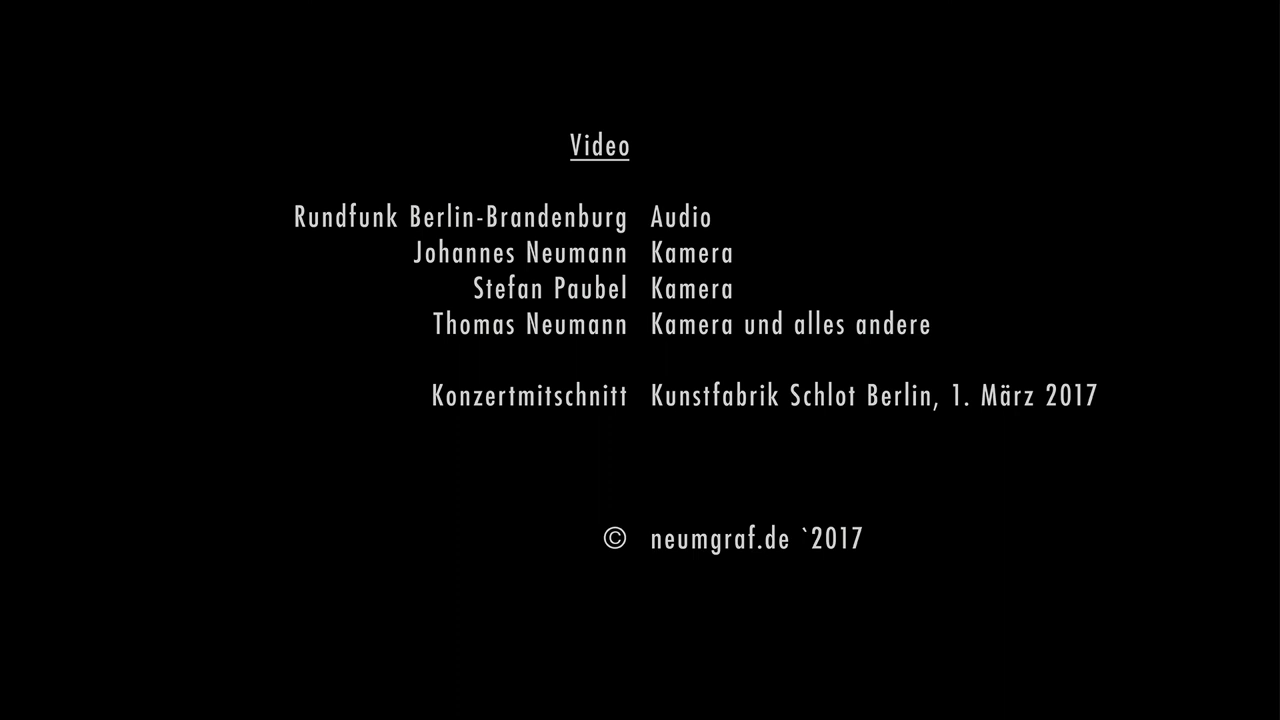 Video
Rundfunk Berlin-Brandenburg Audio
Johannes Neumann Kamera
Stefan Paubel Kamera
Thomas Neumann Kamera und alles andere
Konzertmitschnitt Kunstfabrik Schlot Berlin, 1. März 2017
© neumgraf.de `2017